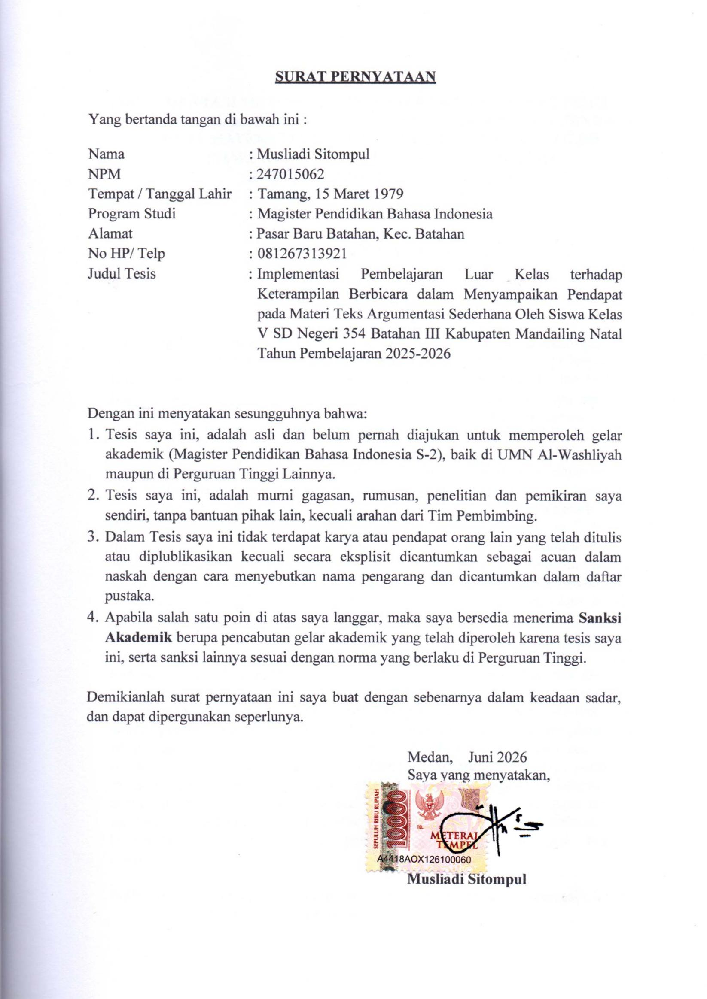 SURAT PERNYATAAN
Yang bertanda tangan di bawah ini :
Nama : Musliadi Sitompul
NPM : 247015062
Tempat / Tanggal Lahir : Tamang, 15 Maret 1979
Program Studi : Magister Pendidikan Bahasa Indonesia
Alamat : Pasar Baru Batahan, Kec. Batahan
No HP/ Telp : 081267313921
Judul Tesis : Implementasi Pembelajaran Luar Kelas terhadap
Keterampilan Berbicara dalam Menyampaikan Pendapat
pada Materi Teks Argumentasi Sederhana Oleh Siswa Kelas
V SD Negeri 354 Batahan III Kabupaten Mandailing Natal
Tahun Pembelajaran 2025-2026
Dengan ini menyatakan sesungguhnya bahwa:
1. Tesis saya ini, adalah asli dan belum pernah diajukan untuk memperoleh gelar
akademik (Magister Pendidikan Bahasa Indonesia S-2), baik di UMN Al-Washliyah
maupun di Perguruan Tinggi Lainnya.
2. Tesis saya ini, adalah murni gagasan, rumusan, penelitian dan pemikiran saya
sendiri, tanpa bantuan pihak lain, kecuali arahan dari Tim Pembimbing.
3. Dalam Tesis saya ini tidak terdapat karya atau pendapat orang lain yang telah ditulis
atau diplublikasikan kecuali secara eksplisit dicantumkan sebagai acuan dalam
naskah dengan cara menyebutkan nama pengarang dan dicantumkan dalam daftar
pustaka.
4. Apabila salah satu poin di atas saya langgar, maka saya bersedia menerima Sanksi
Akademik berupa pencabutan gelar akademik yang telah diperoleh karena tesis saya
ini, serta sanksi lainnya sesuai dengan norma yang berlaku di Perguruan Tinggi.
Demikianlah surat pernyataan ini saya buat dengan sebenarnya dalam keadaan sadar,
dan dapat dipergunakan seperlunya.
Medan, Juni 2026
Saya yang menyatakan,
SEPULUH RIBU RUPIAH
10000
TGL.
METERAI
TEMPEL
A4418AOX126100060
Musliadi Sitompul